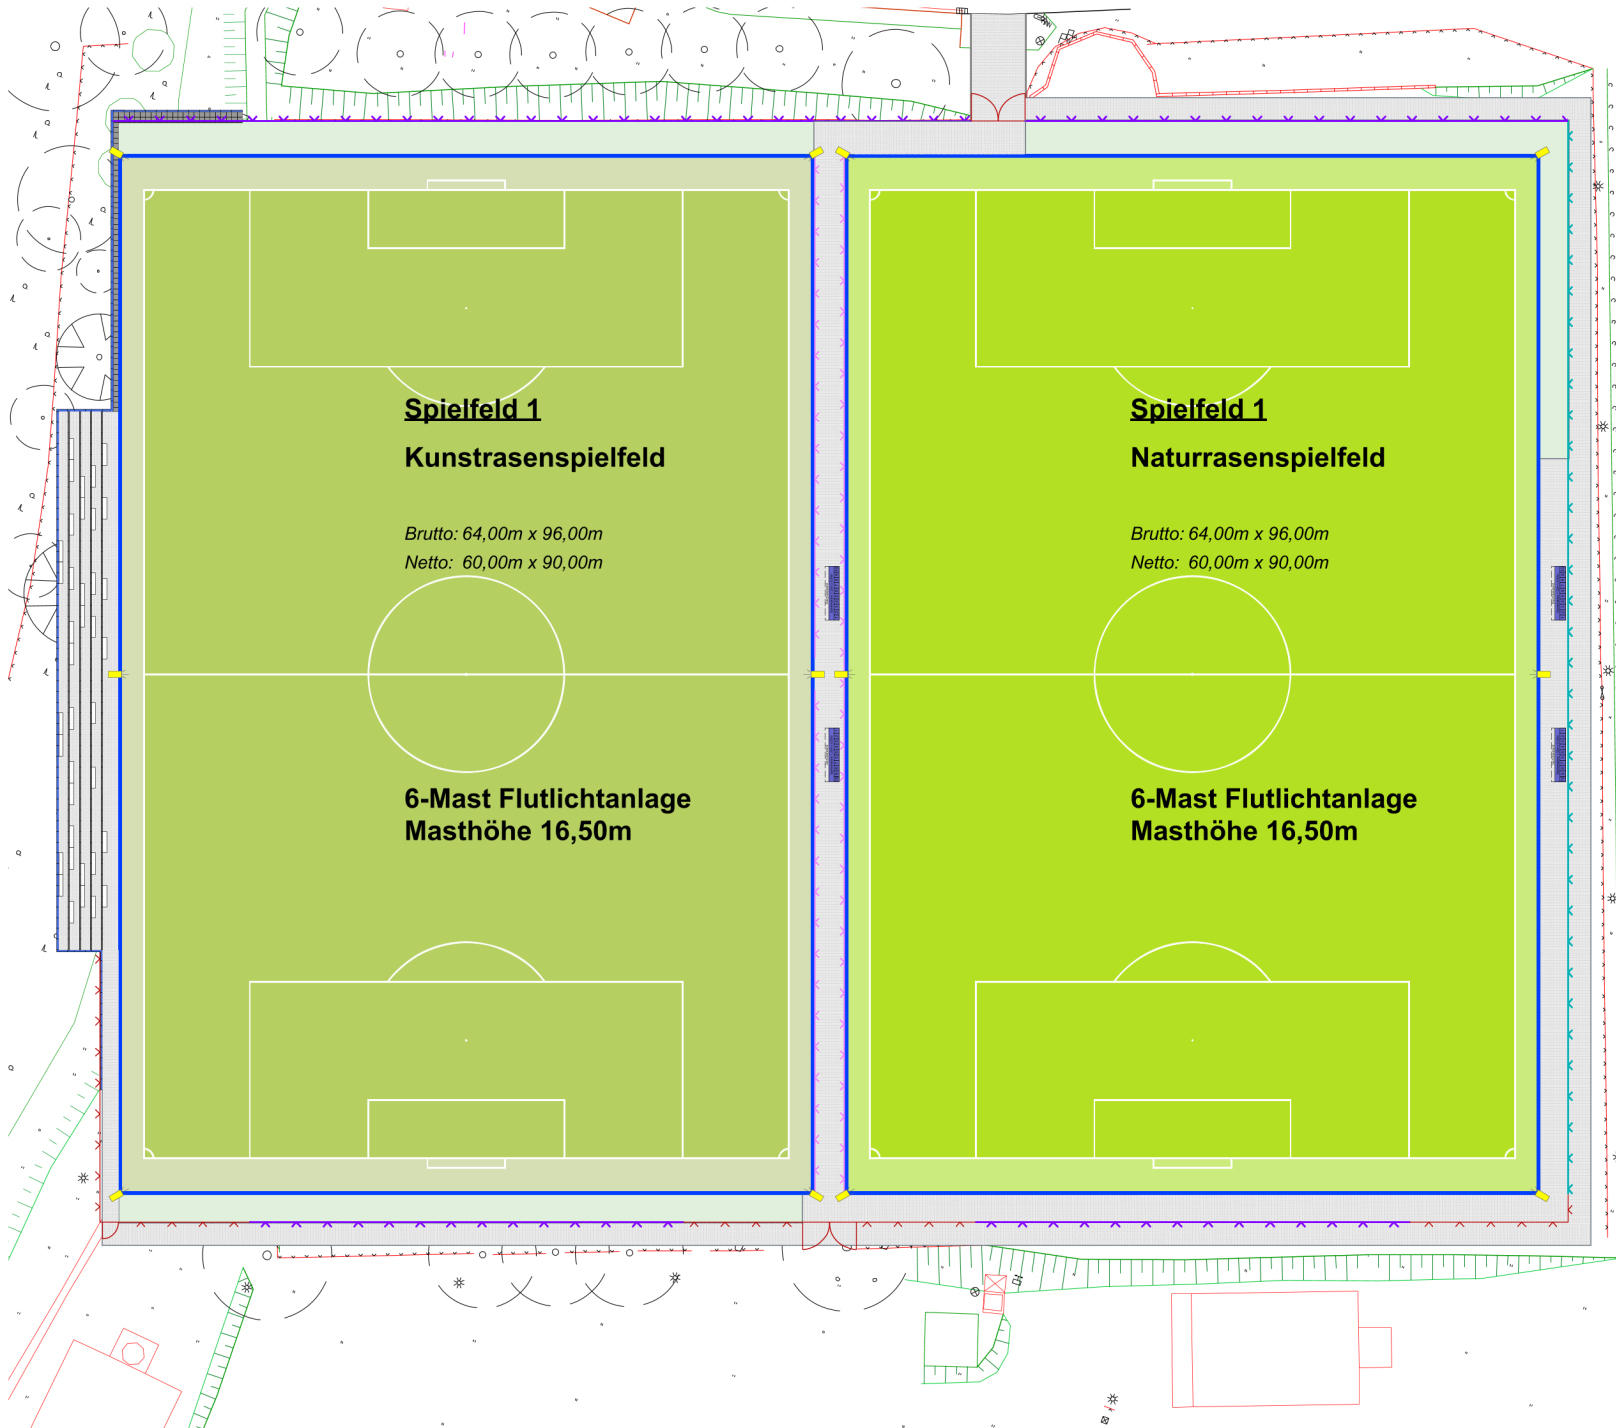 Spielfeld 1
Kunstrasenspielfeld
Brutto: 64,00m x 96,00m
Netto: 60,00m x 90,00m
6-Mast Flutlichtanlage
Masthöhe 16,50m
Spielfeld 1
Naturrasenspielfeld
Brutto: 64,00m x 96,00m
Netto: 60,00m x 90,00m
6-Mast Flutlichtanlage
Masthöhe 16,50m